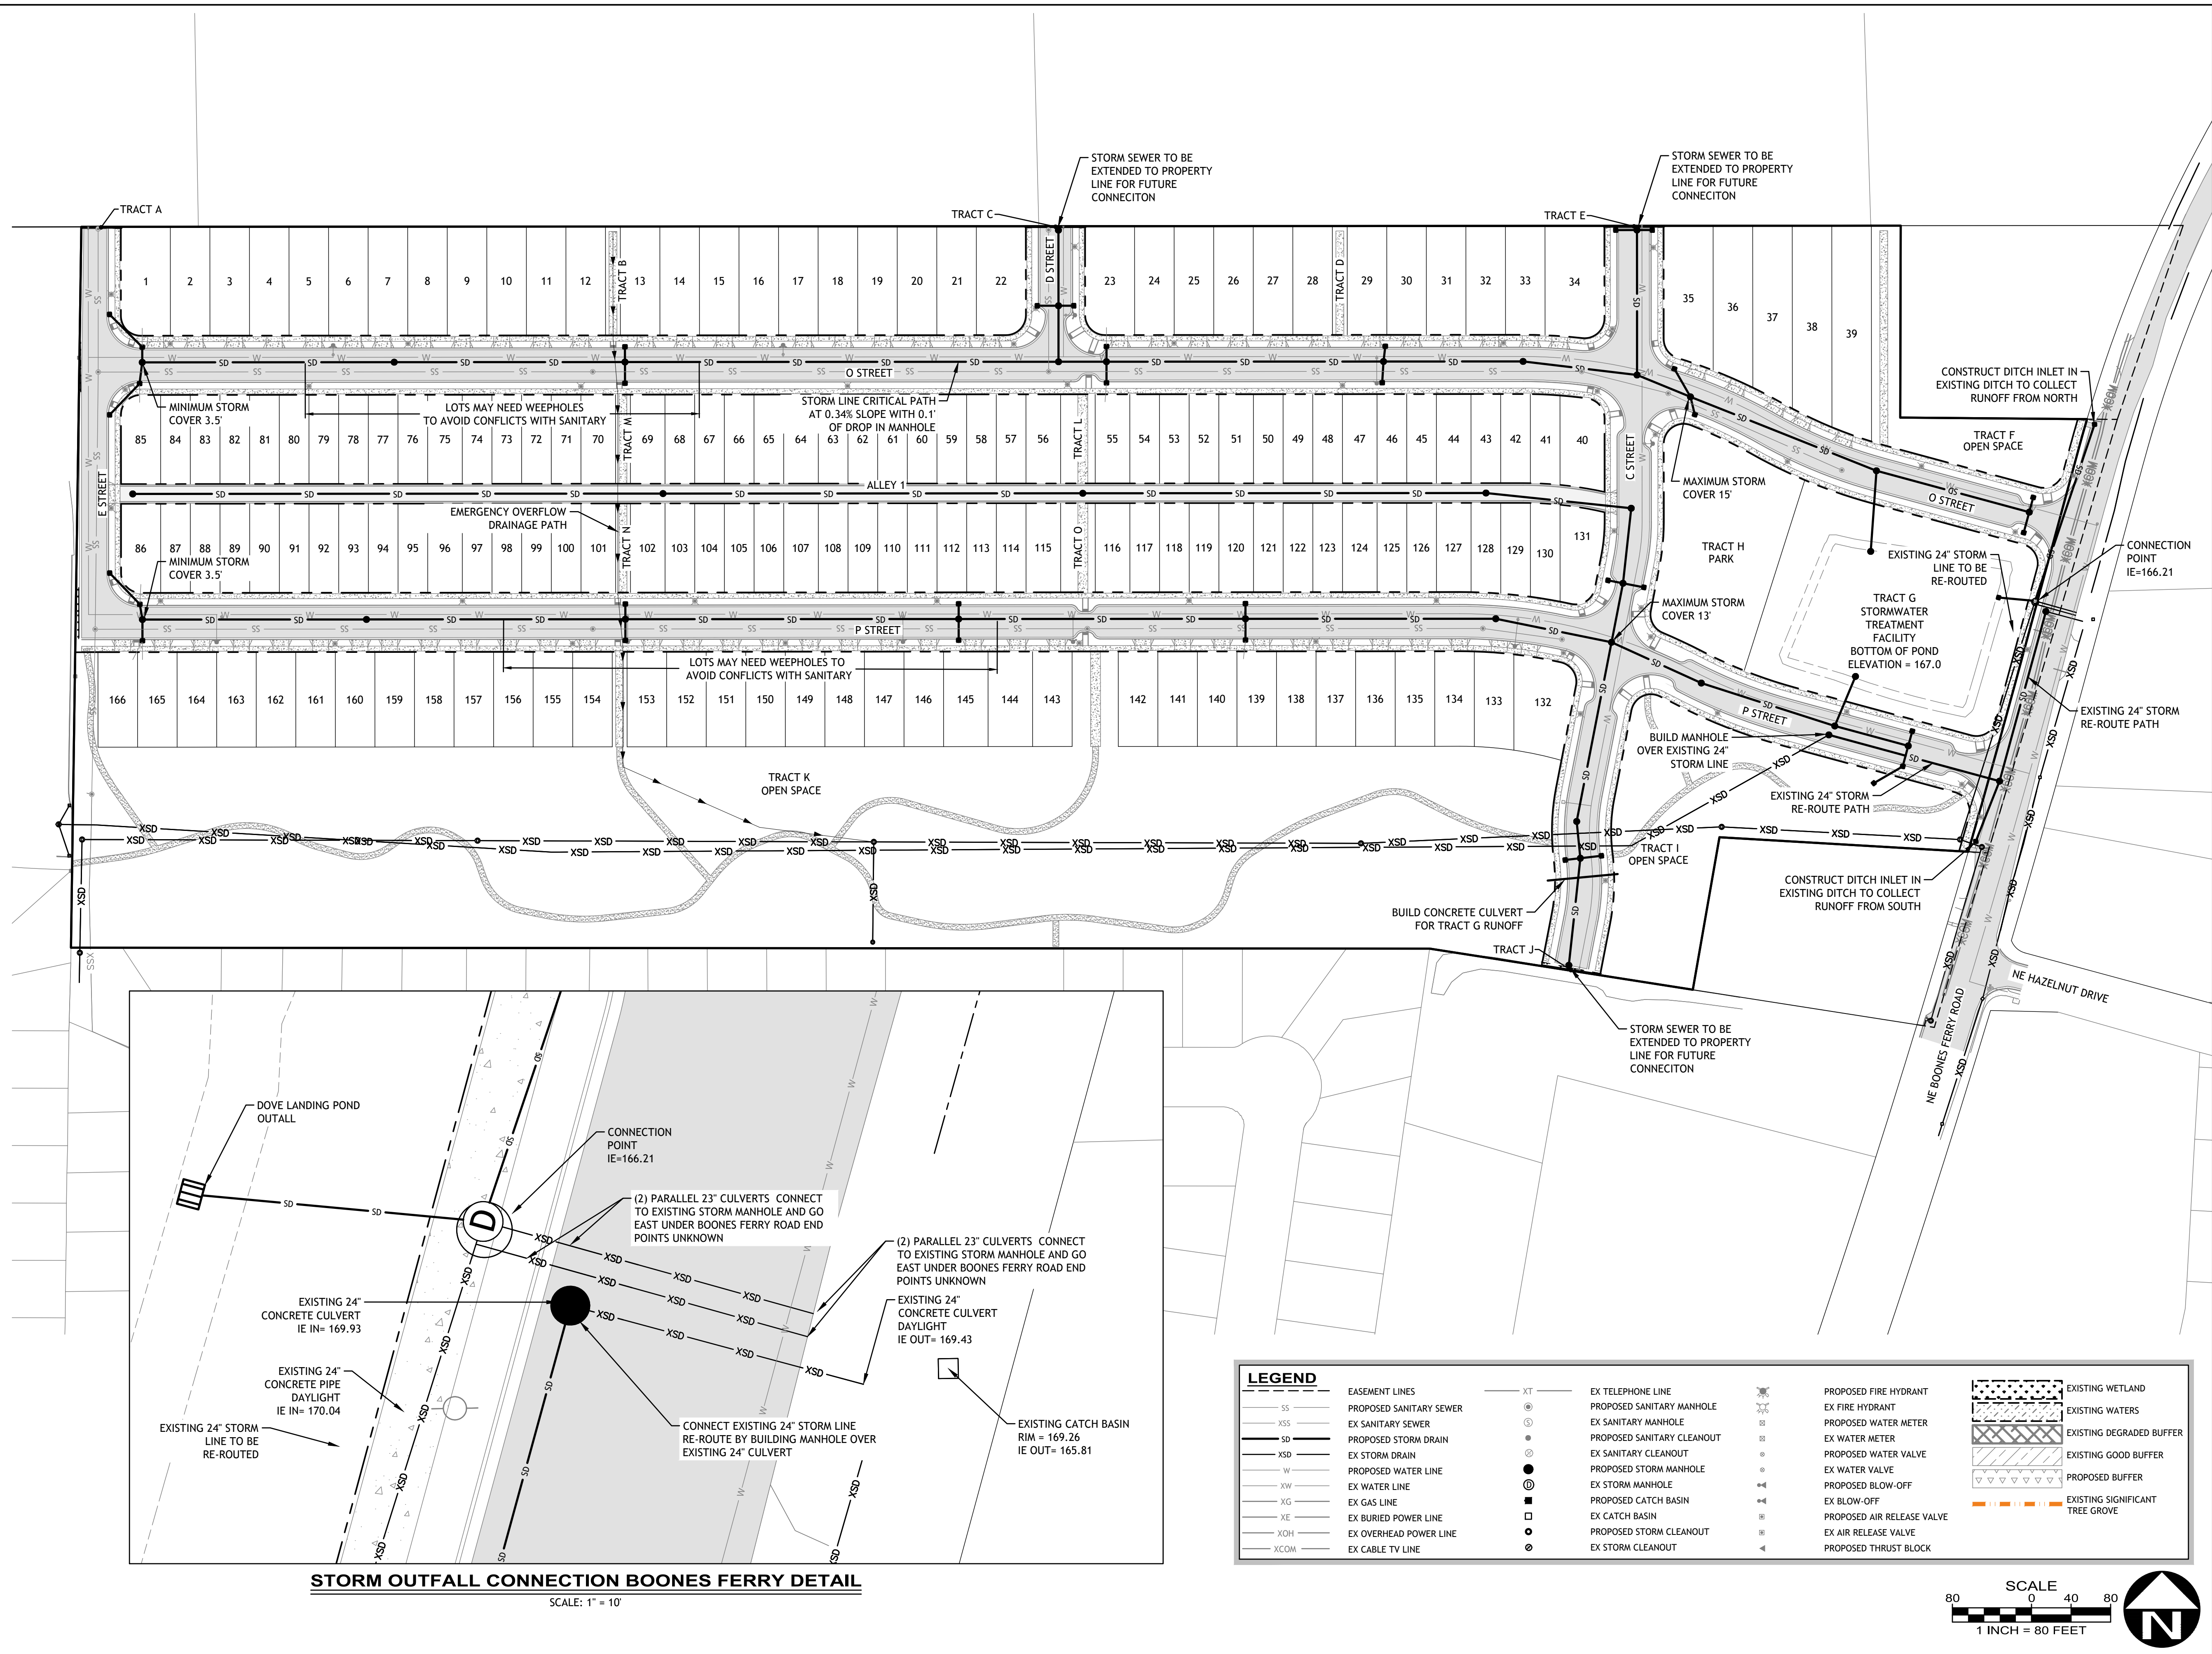 STORM SEWER TO BE
EXTENDED TO PROPERTY
LINE FOR FUTURE
CONNECITON
STORM SEWER TO BE
EXTENDED TO PROPERTY
LINE FOR FUTURE
CONNECITON
TRACT A
TRACT C
TRACT E
1 2 3 4 5 6 7 8 9 10 11 12
TRACT B
13 14 15 16 17 18 19 20 21 22
D STREET
23 24 25 26 27 28
TRACT D
29 30 31 32 33 34
35 36 37 38 39
O STREET
MINIMUM STORM
COVER 3.5'
LOTS MAY NEED WEEPHOLES
TO AVOID CONFLICTS WITH SANITARY
STORM LINE CRITICAL PATH
AT 0.34% SLOPE WITH 0.1'
OF DROP IN MANHOLE
CONSTRUCT DITCH INLET IN
EXISTING DITCH TO COLLECT
RUNOFF FROM NORTH
85 84 83 82 81 80 79 78 77 76 75 74 73 72 71 70
TRACT M
69 68 67 66 65 64 63 62 61 60 59 58 57 56
TRACT L
55 54 53 52 51 50 49 48 47 46 45 44 43 42 41 40
C STREET
TRACT F
OPEN SPACE
MAXIMUM STORM
COVER 15'
E STREET
ALLEY 1
O STREET
EMERGENCY OVERFLOW
DRAINAGE PATH
86 87 88 89 90 91 92 93 94 95 96 97 98 99 100 101
TRACT N
102 103 104 105 106 107 108 109 110 111 112 113 114 115
TRACT O
116 117 118 119 120 121 122 123 124 125 126 127 128 129 130 131
TRACT H
PARK
EXISTING 24" STORM
LINE TO BE
RE-ROUTED
CONNECTION
POINT
IE=166.21
MINIMUM STORM
COVER 3.5'
MAXIMUM STORM
COVER 13'
TRACT G
STORMWATER
TREATMENT
FACILITY
BOTTOM OF POND
ELEVATION = 167.0
P STREET
LOTS MAY NEED WEEPHOLES TO
AVOID CONFLICTS WITH SANITARY
166 165 164 163 162 161 160 159 158 157 156 155 154 153 152 151 150 149 148 147 146 145 144 143 142 141 140 139 138 137 136 135 134 133 132
P STREET
EXISTING 24" STORM
RE-ROUTE PATH
BUILD MANHOLE
OVER EXISTING 24"
STORM LINE
EXISTING 24" STORM
RE-ROUTE PATH
TRACT K
OPEN SPACE
TRACT I
OPEN SPACE
CONSTRUCT DITCH INLET IN
EXISTING DITCH TO COLLECT
RUNOFF FROM SOUTH
BUILD CONCRETE CULVERT
FOR TRACT G RUNOFF
TRACT J
NE HAZELNUT DRIVE
NE BOONES FERRY ROAD
STORM SEWER TO BE
EXTENDED TO PROPERTY
LINE FOR FUTURE
CONNECITON
DOVE LANDING POND
OUTALL
CONNECTION
POINT
IE=166.21
D
(2) PARALLEL 23" CULVERTS CONNECT
TO EXISTING STORM MANHOLE AND GO
EAST UNDER BOONES FERRY ROAD END
POINTS UNKNOWN
(2) PARALLEL 23" CULVERTS CONNECT
TO EXISTING STORM MANHOLE AND GO
EAST UNDER BOONES FERRY ROAD END
POINTS UNKNOWN
EXISTING 24"
CONCRETE CULVERT
IE IN= 169.93
EXISTING 24"
CONCRETE CULVERT
DAYLIGHT
IE OUT= 169.43
EXISTING 24"
CONCRETE PIPE
DAYLIGHT
IE IN= 170.04
EXISTING 24" STORM
LINE TO BE
RE-ROUTED
CONNECT EXISTING 24" STORM LINE
RE-ROUTE BY BUILDING MANHOLE OVER
EXISTING 24" CULVERT
EXISTING CATCH BASIN
RIM = 169.26
IE OUT= 165.81
STORM OUTFALL CONNECTION BOONES FERRY DETAIL
SCALE: 1" = 10'
LEGEND
EASEMENT LINES
SS PROPOSED SANITARY SEWER
XSS EX SANITARY SEWER
SD PROPOSED STORM DRAIN
XSD EX STORM DRAIN
W PROPOSED WATER LINE
XW EX WATER LINE
XG EX GAS LINE
XE EX BURIED POWER LINE
XOH EX OVERHEAD POWER LINE
XCOM EX CABLE TV LINE
XT EX TELEPHONE LINE
PROPOSED SANITARY MANHOLE
EX SANITARY MANHOLE
PROPOSED SANITARY CLEANOUT
EX SANITARY CLEANOUT
PROPOSED STORM MANHOLE
D EX STORM MANHOLE
PROPOSED CATCH BASIN
EX CATCH BASIN
PROPOSED STORM CLEANOUT
EX STORM CLEANOUT
PROPOSED FIRE HYDRANT
EX FIRE HYDRANT
PROPOSED WATER METER
EX WATER METER
PROPOSED WATER VALVE
EX WATER VALVE
PROPOSED BLOW-OFF
EX BLOW-OFF
PROPOSED AIR RELEASE VALVE
EX AIR RELEASE VALVE
PROPOSED THRUST BLOCK
EXISTING WETLAND
EXISTING WATERS
EXISTING DEGRADED BUFFER
EXISTING GOOD BUFFER
PROPOSED BUFFER
EXISTING SIGNIFICANT
TREE GROVE
SCALE
80 0 40 80
1 INCH = 80 FEET
N